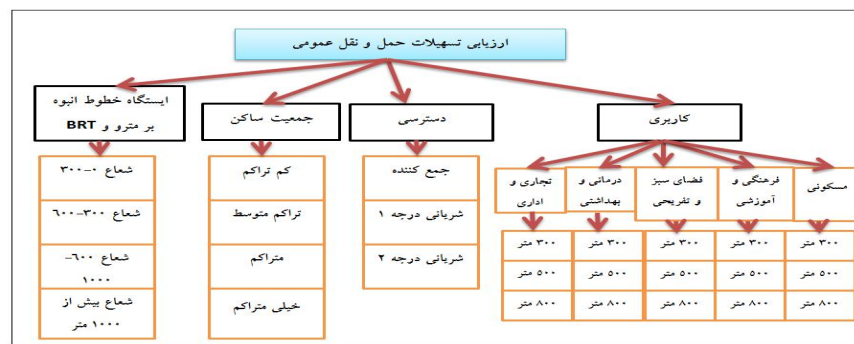 ارزیابی تسهیلات حمل و نقل عمومی
کاربری
دسترسی
جمعیت ساکن
ایستگاه خطوط انبوه
بر مترو و BRT
مسکونی
فرهنگی و
آموزشی
فضای سبز
و تفریحی
درمانی و
بهداشتی
تجاری و
اداری
۳۰۰ متر
۵۰۰ متر
۸۰۰ متر
۳۰۰ متر
۵۰۰ متر
۸۰۰ متر
۳۰۰ متر
۵۰۰ متر
۸۰۰ متر
۳۰۰ متر
۵۰۰ متر
۸۰۰ متر
۳۰۰ متر
۵۰۰ متر
۸۰۰ متر
جمع کننده
شریانی درجه ۱
شریانی درجه ۲
کم تراکم
تراکم متوسط
متراکم
خیلی متراکم
شعاع ۰-۳۰۰
شعاع ۳۰۰-۶۰۰
شعاع ۶۰۰-
۱۰۰۰
شعاع بیش از
۱۰۰۰ متر